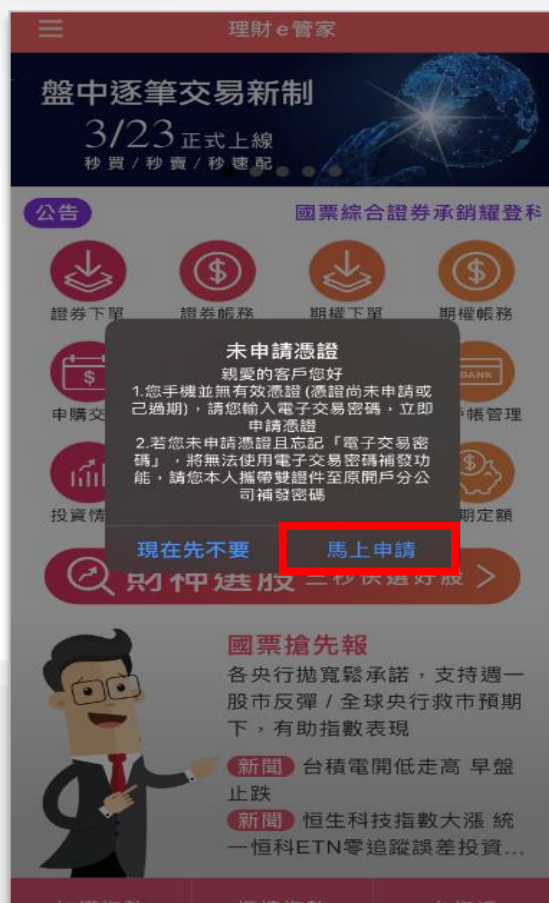 理財e管家
盤中逐筆交易新制
3/23正式上線
秒買/秒賣/秒速配
公告 國票綜合證券承銷耀登科
證券下單 證券帳務 期權下單 期權帳務
未申請憑證
親愛的客戶您好
1.您手機並無有效憑證(憑證尚未申請或
己過期)，請您輸入電子交易密碼，立即
申請憑證
2.若您未申請憑證且忘記「電子交易密
碼」，將無法使用電子交易密碼補發功
能，請您本人攜帶雙證件至原開戶分公
司補發密碼
$
BANK
申購交
帳管理
投資情
期定額
現在先不要 馬上申請
財神選股 三秒快選好股 >
國票搶先報
各央行拋寬鬆承諾，支持週一
股市反彈 / 全球央行救市預期
下，有助指數表現
新聞 台積電開低走高 早盤
止跌
新聞 恒生科技指數大漲 統
一恒科ETN零追蹤誤差投資...